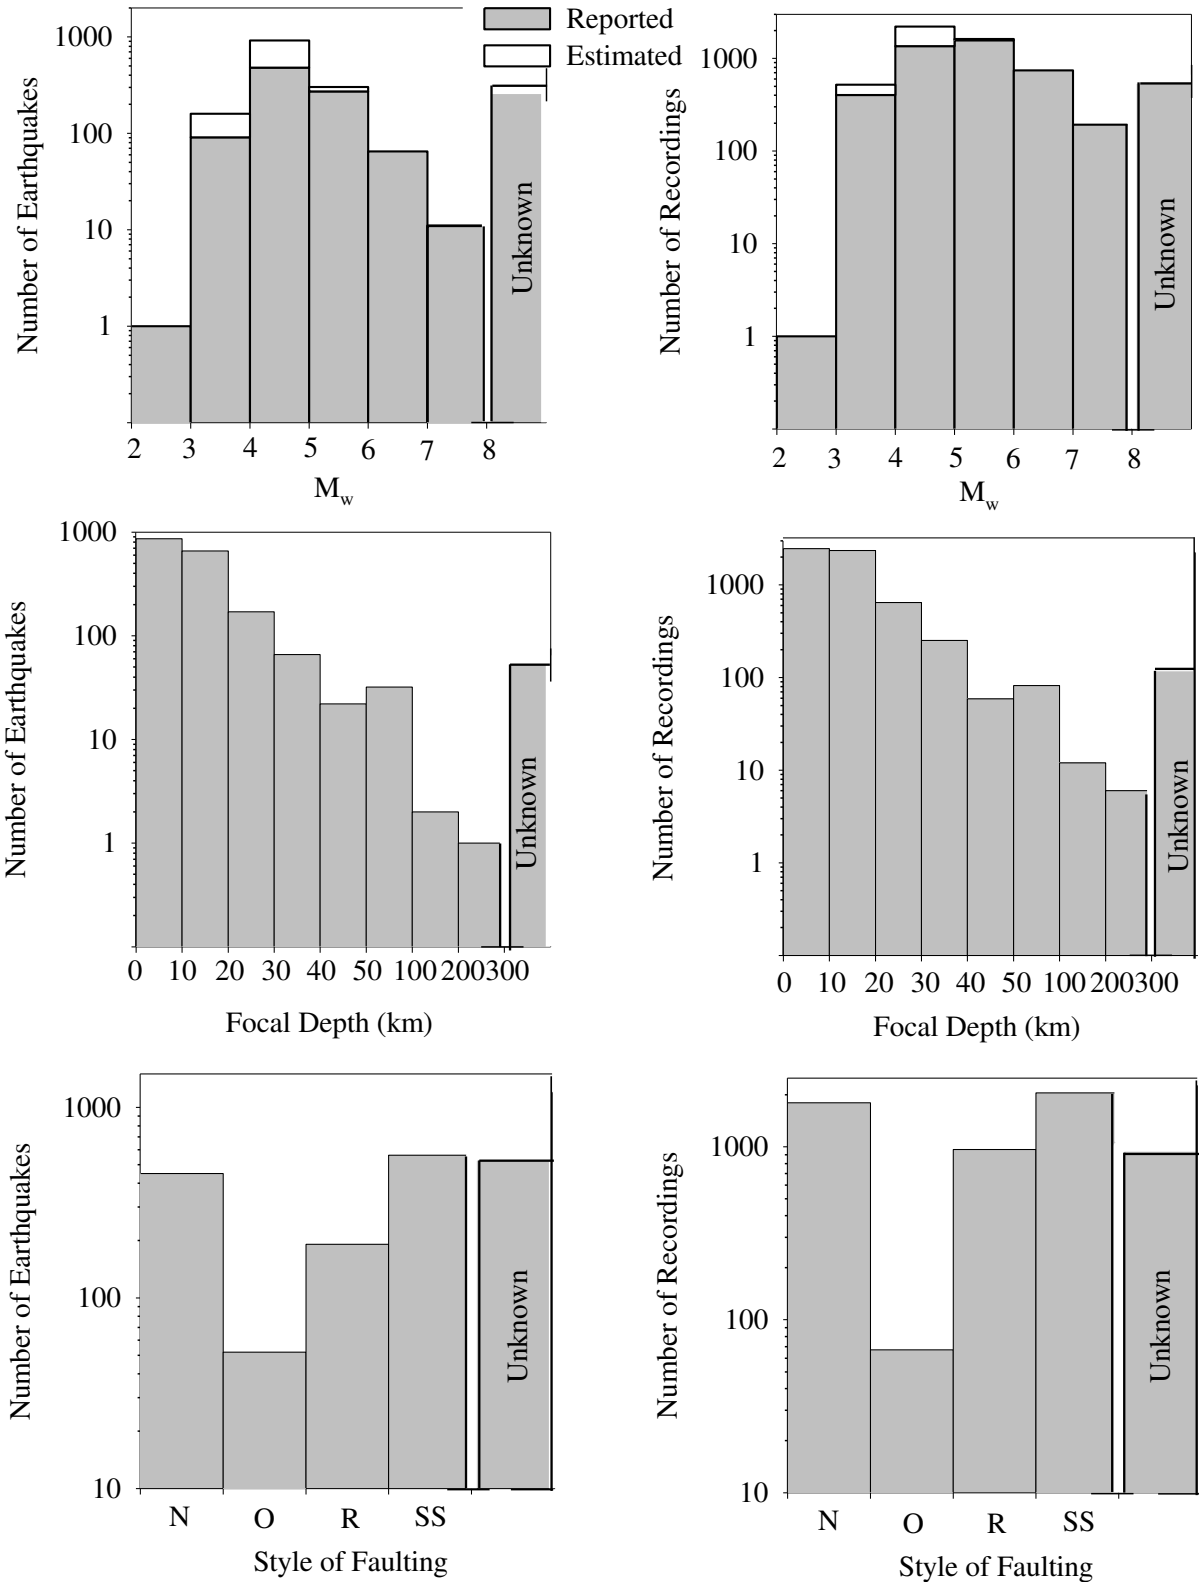 Reported
Estimated
Number of Earthquakes
1000
100
10
1
Unknown
2 3 4 5 6 7 8
Mw
Number of Recordings
1000
100
10
1
Unknown
2 3 4 5 6 7 8
Mw
Number of Earthquakes
1000
100
10
1
Unknown
0 10 20 30 40 50 100 200 300
Focal Depth (km)
Number of Recordings
1000
100
10
1
Unknown
0 10 20 30 40 50 100 200 300
Focal Depth (km)
Number of Earthquakes
1000
100
10
Unknown
N O R SS
Style of Faulting
Number of Recordings
1000
100
10
Unknown
N O R SS
Style of Faulting